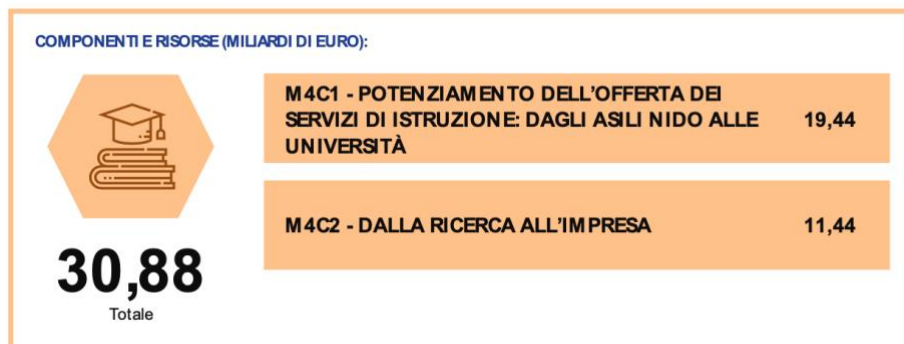 COMPONENTI E RISORSE (MILIARDI DI EURO):
M4C1 - POTENZIAMENTO DELL'OFFERTA DEI
SERVIZI DI ISTRUZIONE: DAGLI ASILI NIDO ALLE
UNIVERSITÀ
19,44
M4C2 - DALLA RICERCA ALL'IMPRESA
11,44
30,88
Totale